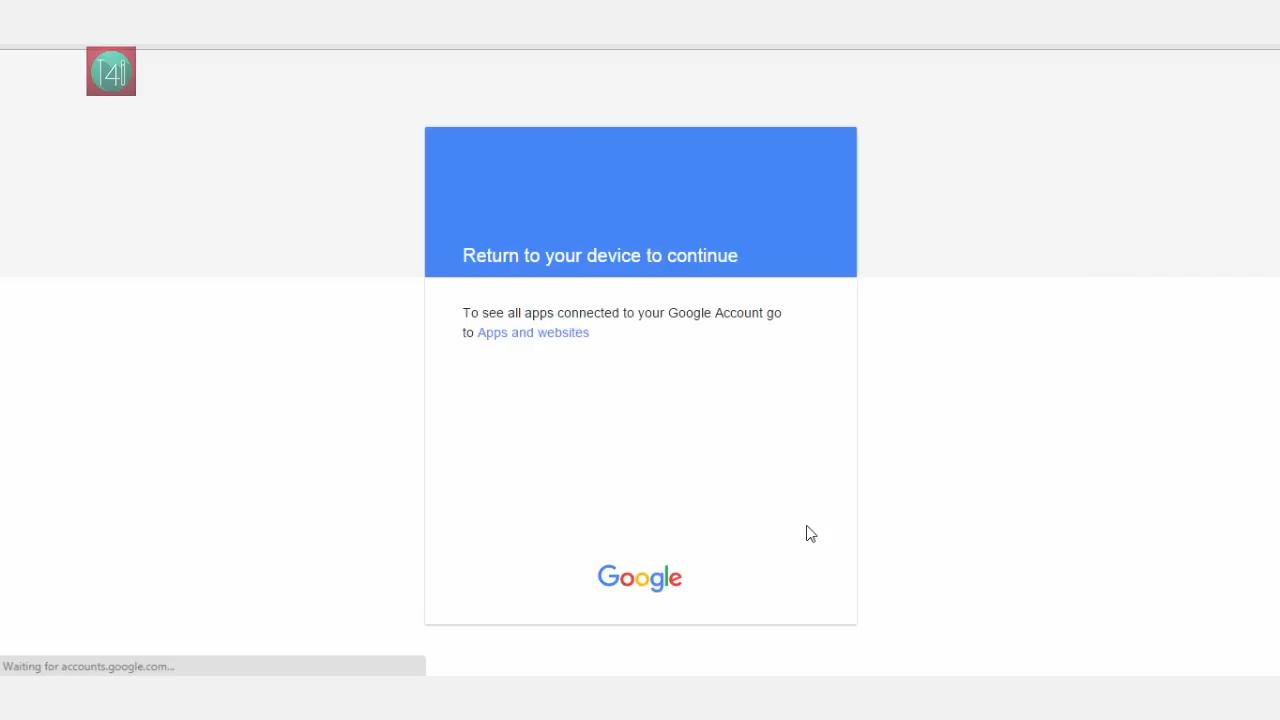 T4i
Return to your device to continue
To see all apps connected to your Google Account go
to Apps and websites
Google
Waiting for accounts.google.com...